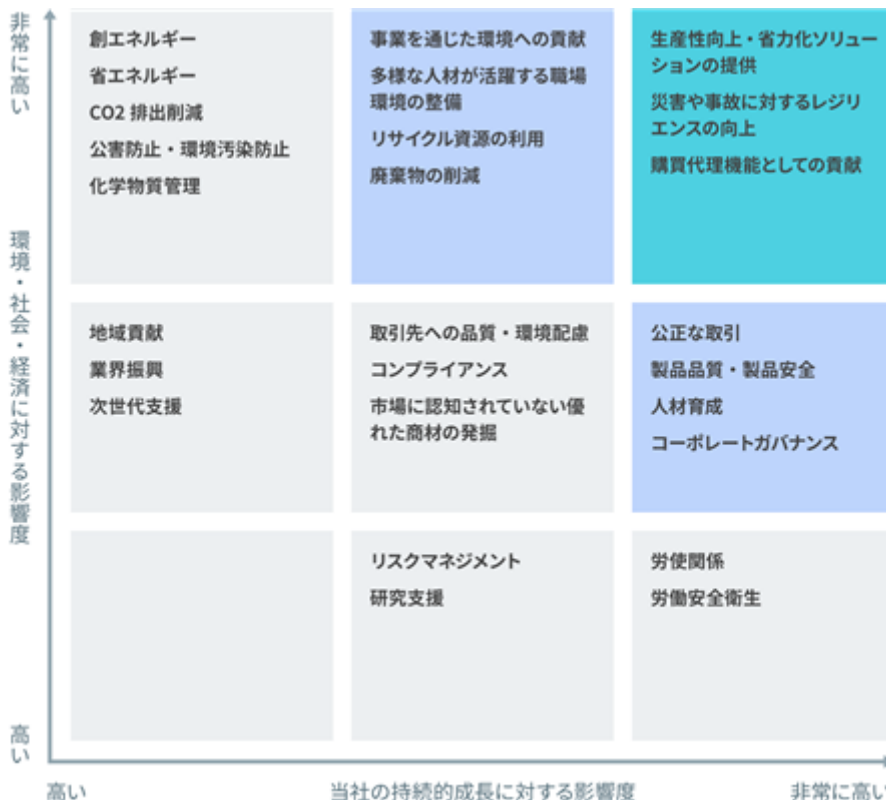 非常に高い
環境・社会・経済に対する影響度
高い
創エネルギー
省エネルギー
CO2 排出削減
公害防止・環境汚染防止
化学物質管理
事業を通じた環境への貢献
多様な人材が活躍する職場
環境の整備
リサイクル資源の利用
廃棄物の削減
生産性向上・省力化ソリュー
ションの提供
災害や事故に対するレジリ
エンスの向上
購買代理機能としての貢献
地域貢献
業界振興
次世代支援
取引先への品質・環境配慮
コンプライアンス
市場に認知されていない優
れた商材の発掘
公正な取引
製品品質・製品安全
人材育成
コーポレートガバナンス
リスクマネジメント
研究支援
労使関係
労働安全衛生
高い
当社の持続的成長に対する影響度
非常に高い